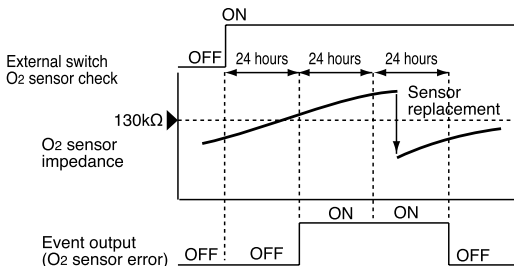 ON
OFF
External switch
O2 sensor check
24 hours 24 hours 24 hours
Sensor
replacement
130kΩ
O2 sensor
impedance
ON ON
Event output
(O2 sensor error)
OFF OFF OFF